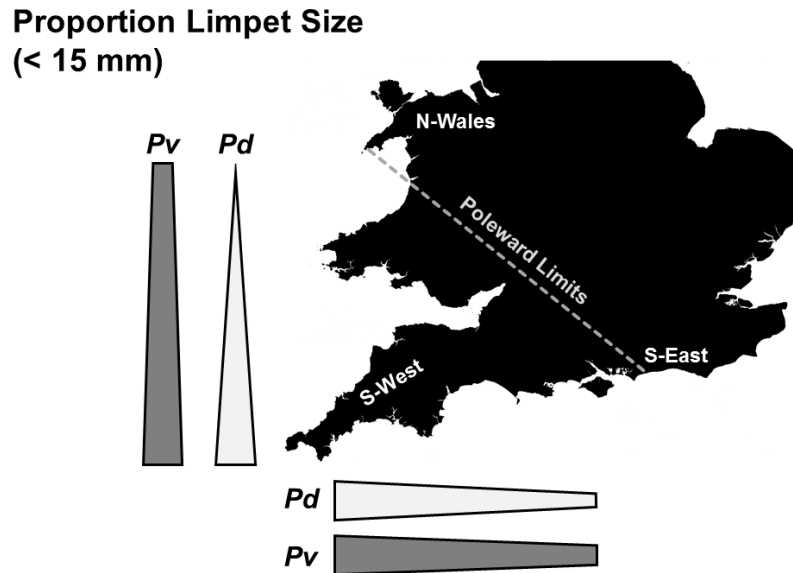 Proportion Limpet Size
(< 15 mm)
Pv Pd
N-Wales
Poleward Limits
S-East
S-West
Pd
Pv